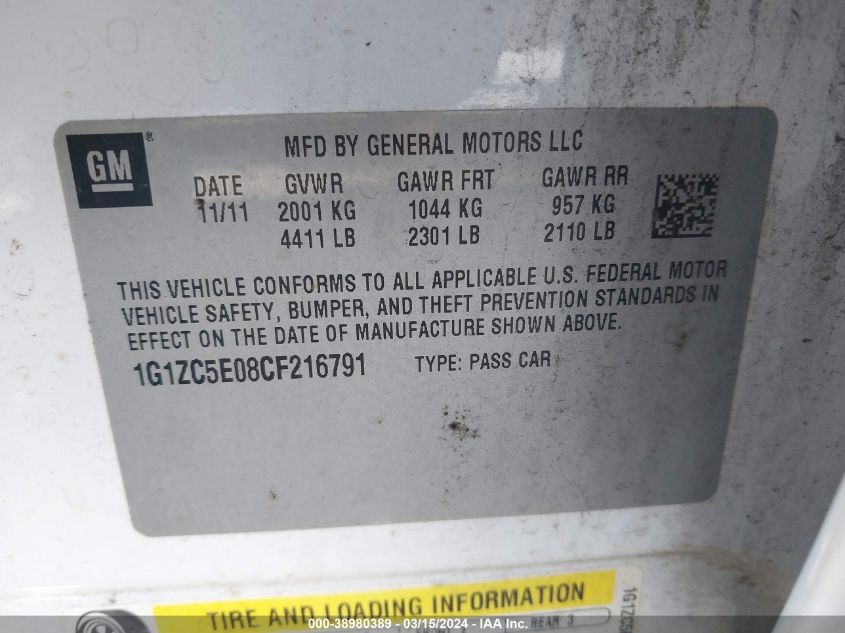 GM ®
MFD BY GENERAL MOTORS LLC
DATE GVWR GAWR FRT GAWR RR
11/11 2001 KG 1044 KG 957 KG
4411 LB 2301 LB 2110 LB
THIS VEHICLE CONFORMS TO ALL APPLICABLE U.S. FEDERAL MOTOR
VEHICLE SAFETY, BUMPER, AND THEFT PREVENTION STANDARDS IN
EFFECT ON THE DATE OF MANUFACTURE SHOWN ABOVE.
1G1ZC5E08CF216791 TYPE: PASS CAR
TIRE AND LOADING INFORMATION
REAR 3
1G1ZC5
000-38980389 - 03/15/2024 - IAA Inc.